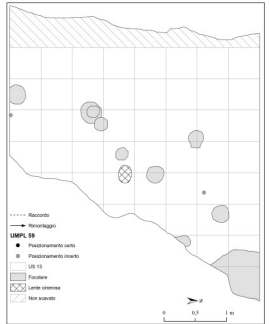 Raccordo
Rimontaggio
UMPL 59
Posizionamento certo
Posizionamento incerto
US 13
Focolare
Lente cinerosa
Non scavato
z
0 0,5 1 m